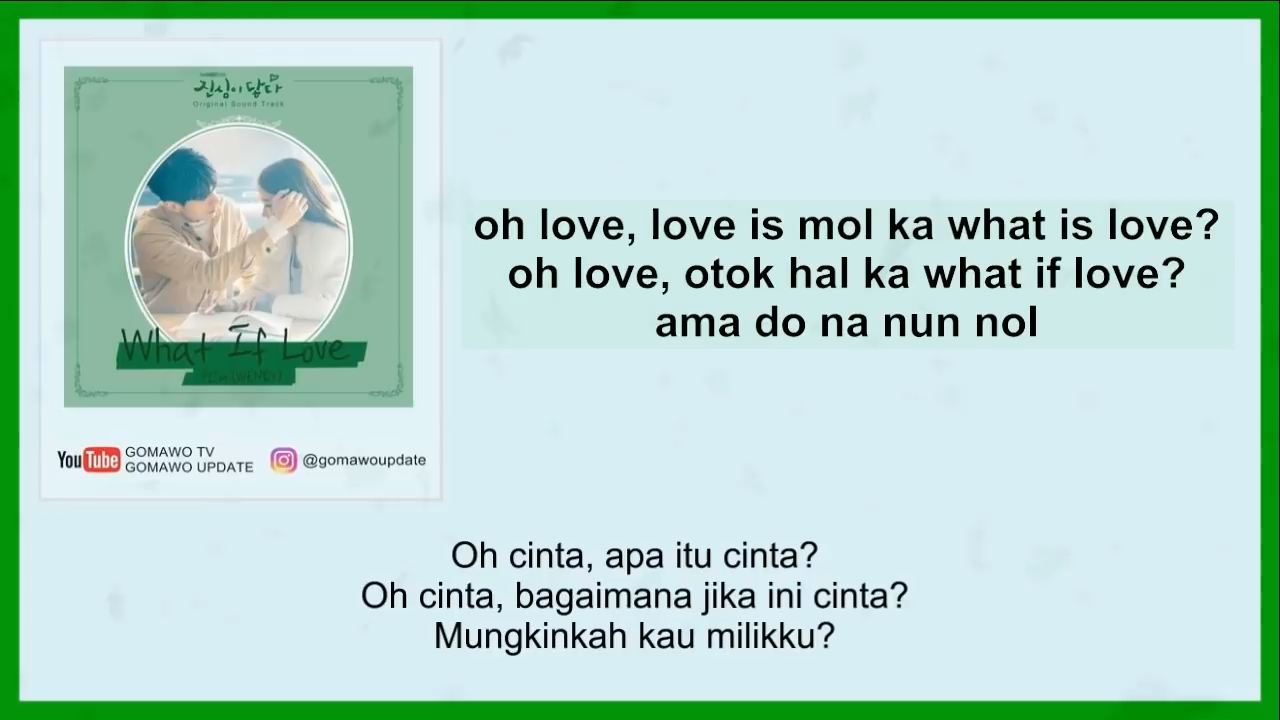 진심이 닿다
Original Sound Track
What If Love
(WENDY)
YouTube
GOMAWO TV
GOMAWO UPDATE
@gomawoupdate
oh love, love is mol ka what is love?
oh love, otok hal ka what if love?
ama do na nun nol
Oh cinta, apa itu cinta?
Oh cinta, bagaimana jika ini cinta?
Mungkinkah kau milikku?